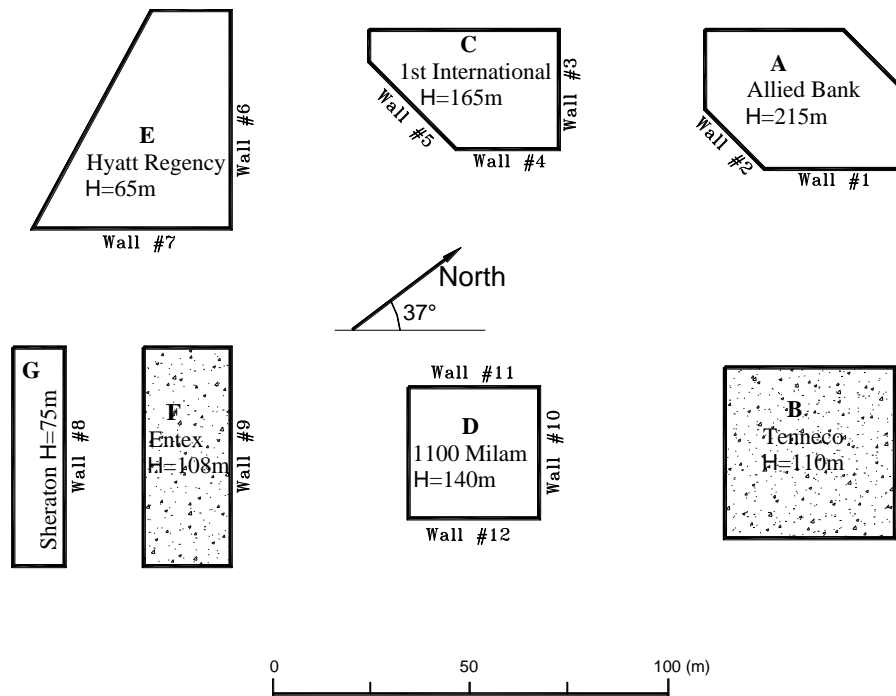 E
Hyatt Regency
H=65m
Wall #6
Wall #7
C
1st International
H=165m
Wall #3
Wall #5
Wall #4
A
Allied Bank
H=215m
Wall #2
Wall #1
North
37°
G
Sheraton H=75m
Wall #8
F
Entex
H=108m
Wall #9
Wall #11
D
1100 Milam
H=140m
Wall #10
Wall #12
B
Tenneco
H=110m
0 50 100 (m)